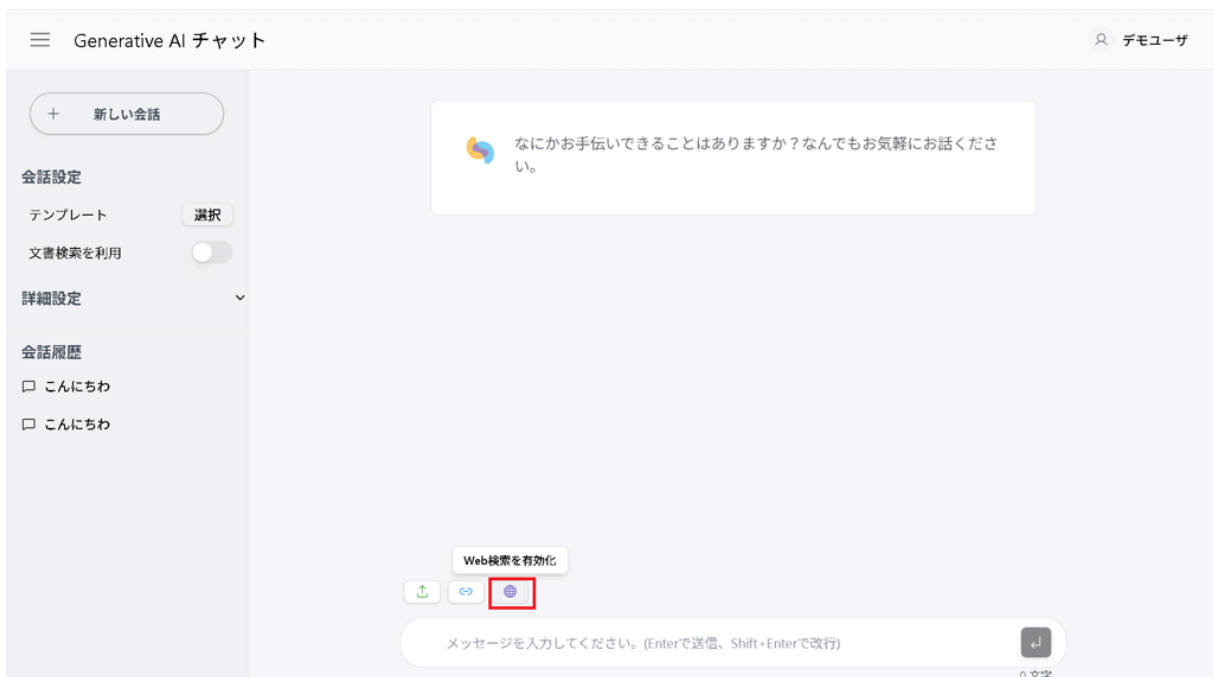 Generative AI チャット
デモユーザ
新しい会話
会話設定
テンプレート
選択
文書検索を利用
詳細設定
会話履歴
こんにちわ
こんにちわ
なにかお手伝いできることはありますか？なんでもお気軽にお話くださ
い。
Web検索を有効化
メッセージを入力してください。(Enterで送信、Shift+Enterで改行)
0 文字